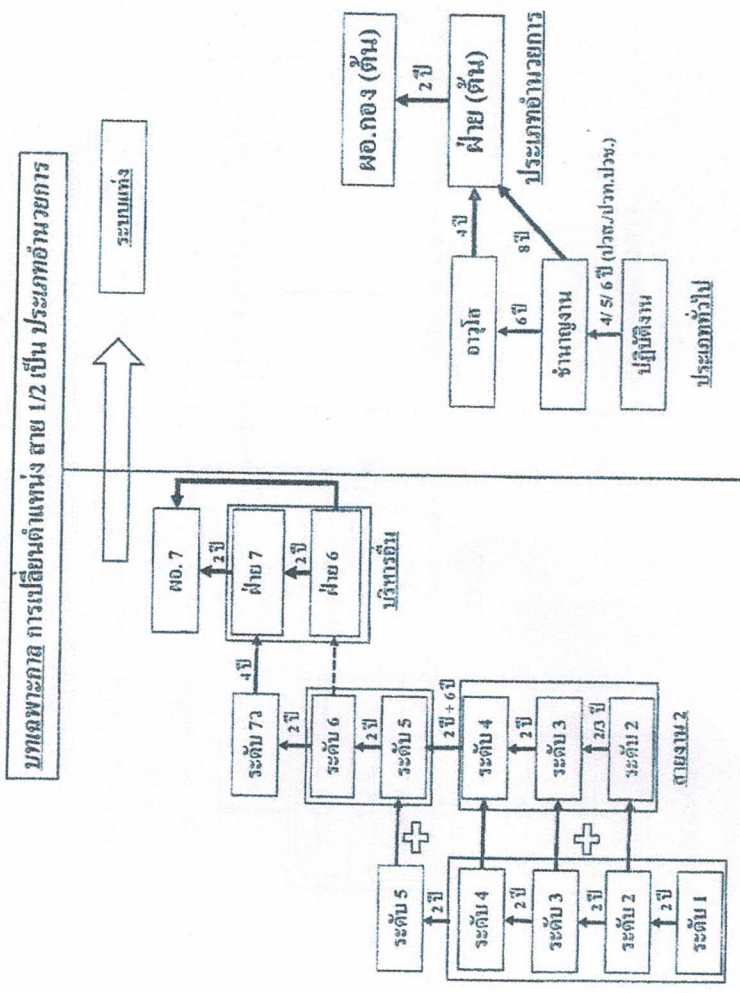 บทเฉพาะกาล การเปลี่ยนตำแหน่ง สาย 1/2 เป็น ประเภทอำนวยการ
ระบบแท่ง
ผอ. 7
2 ปี
ฝ่าย 7
2 ปี
ฝ่าย 6
บริหารอื่น
4 ปี
ระดับ 7ว
2 ปี
ระดับ 6
2 ปี
ระดับ 5
2 ปี + 6 ปี
ระดับ 4
2 ปี
ระดับ 3
2/3 ปี
ระดับ 2
สายงาน 2
ระดับ 5
2 ปี
ระดับ 4
2 ปี
ระดับ 3
2 ปี
ระดับ 2
2 ปี
ระดับ 1
ผอ.กอง (ต้น)
2 ปี
ฝ่าย (ต้น)
ประเภทอำนวยการ
4 ปี
8 ปี
อาวุโส
6 ปี
ชำนาญงาน
4/ 5/ 6 ปี (ปวส./ปวท.ปวช.)
ปฏิบัติงาน
ประเภททั่วไป